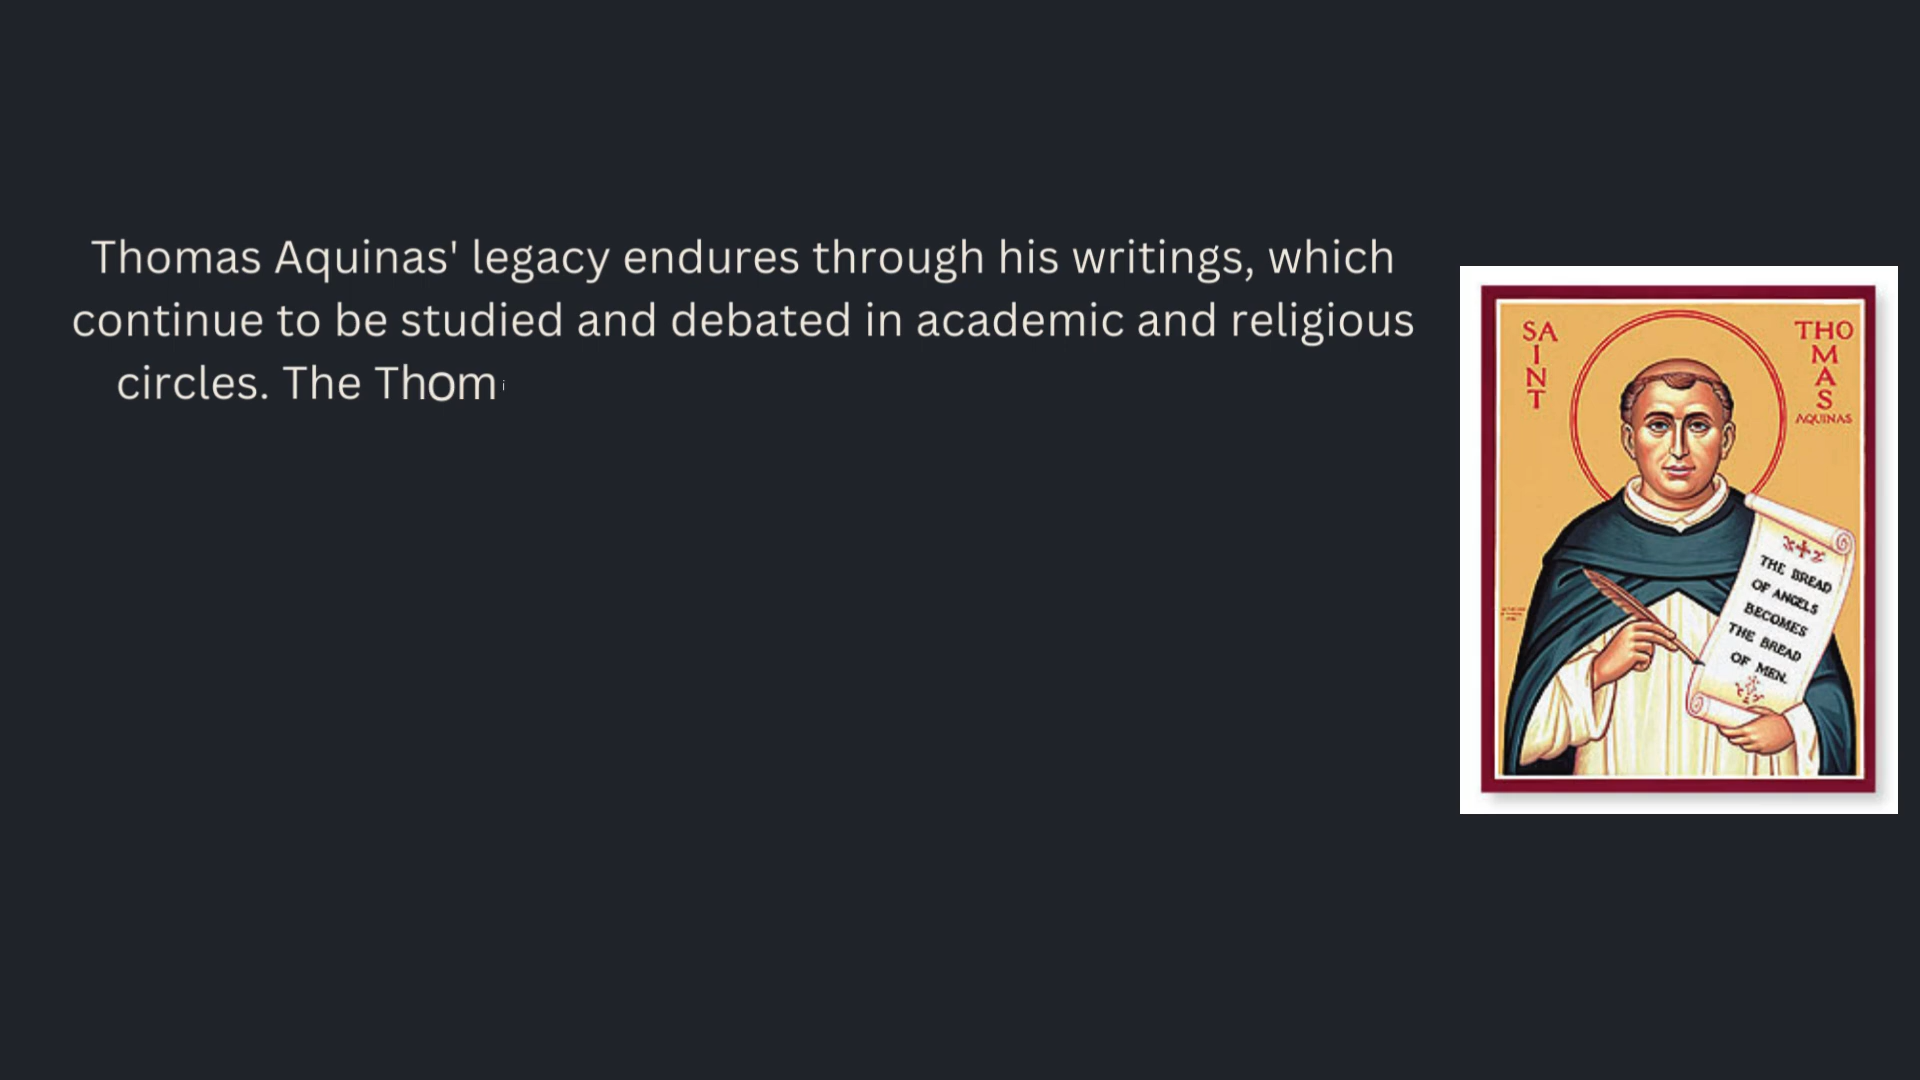 Thomas Aquinas' legacy endures through his writings, which
continue to be studied and debated in academic and religious
circles. The Thom
SA
I
N
T
THO
M
A
S
AQUINAS
THE BREAD
OF ANGELS
BECOMES
THE BREAD
OF MEN.